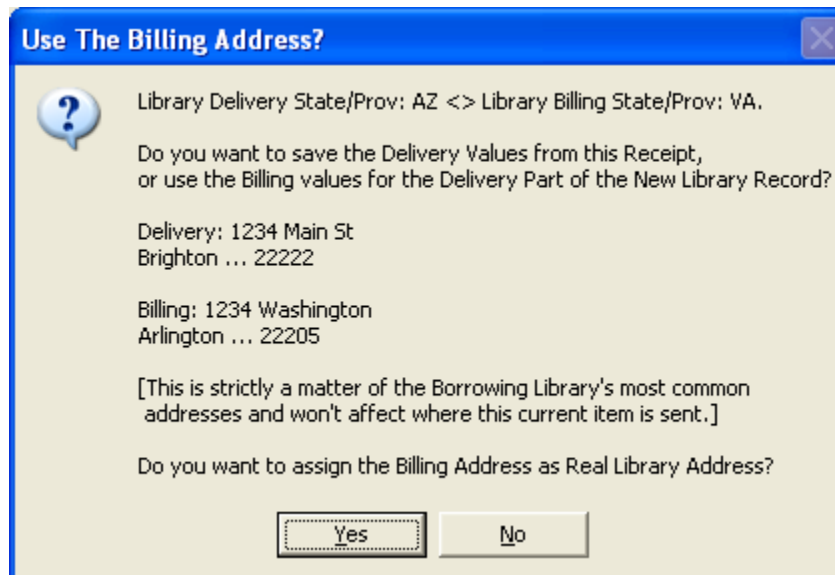 Use The Billing Address?
Library Delivery State/Prov: AZ <> Library Billing State/Prov: VA.
Do you want to save the Delivery Values from this Receipt,
or use the Billing values for the Delivery Part of the New Library Record?
Delivery: 1234 Main St
Brighton ... 22222
Billing: 1234 Washington
Arlington ... 22205
[This is strictly a matter of the Borrowing Library's most common
addresses and won't affect where this current item is sent.]
Do you want to assign the Billing Address as Real Library Address?
Yes No